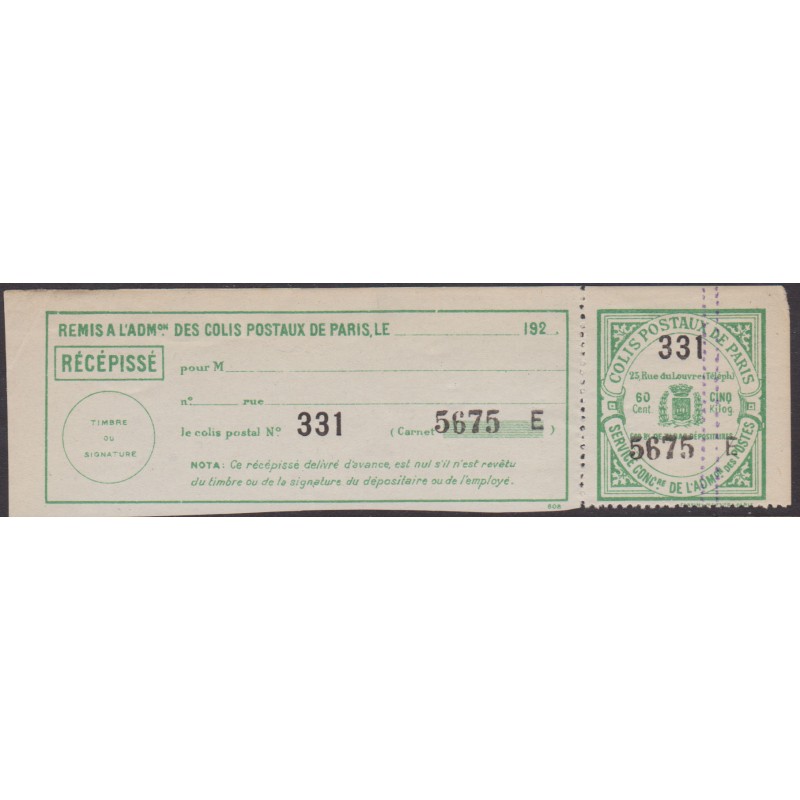 REMIS A L'ADMᵒⁿ DES COLIS POSTAUX DE PARIS, LE 192
RÉCÉPISSÉ
pour M
nº rue
TIMBRE
OU
SIGNATURE
le colis postal Nº 331 (Carnet 5675 E )
NOTA: Ce récépissé délivré d'avance, est nul s'il n'est revêtu
du timbre ou de la signature du dépositaire ou de l'employé.
COLIS POSTAUX DE PARIS
331
23, Rue du Louvre (Téléph)
60 CINQ
Cent. Kilog.
5675 E
SERVICE CONCᴿᴱ DE L'ADMᵒⁿ DES POSTES